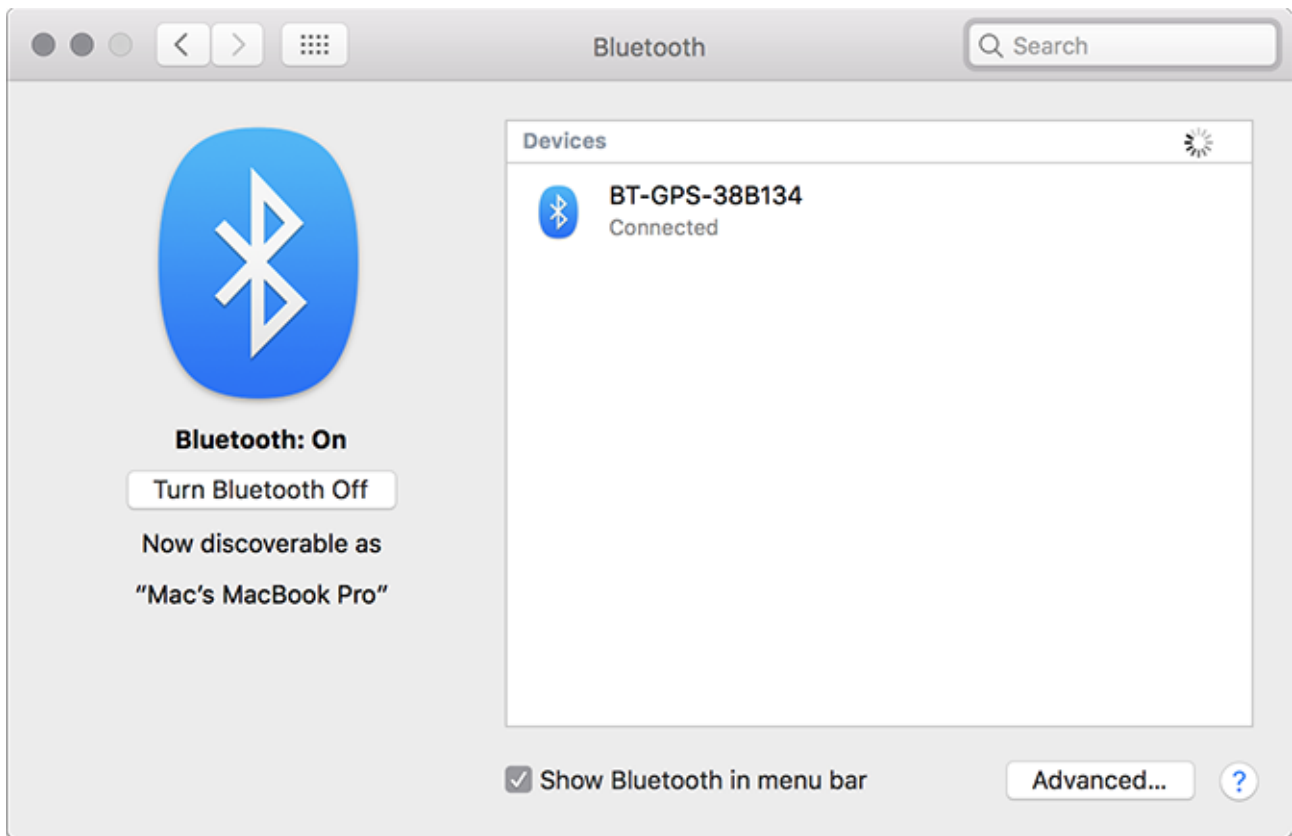 Bluetooth
Search
Bluetooth: On
Turn Bluetooth Off
Now discoverable as
“Mac’s MacBook Pro”
Devices
BT-GPS-38B134
Connected
Show Bluetooth in menu bar
Advanced...
?